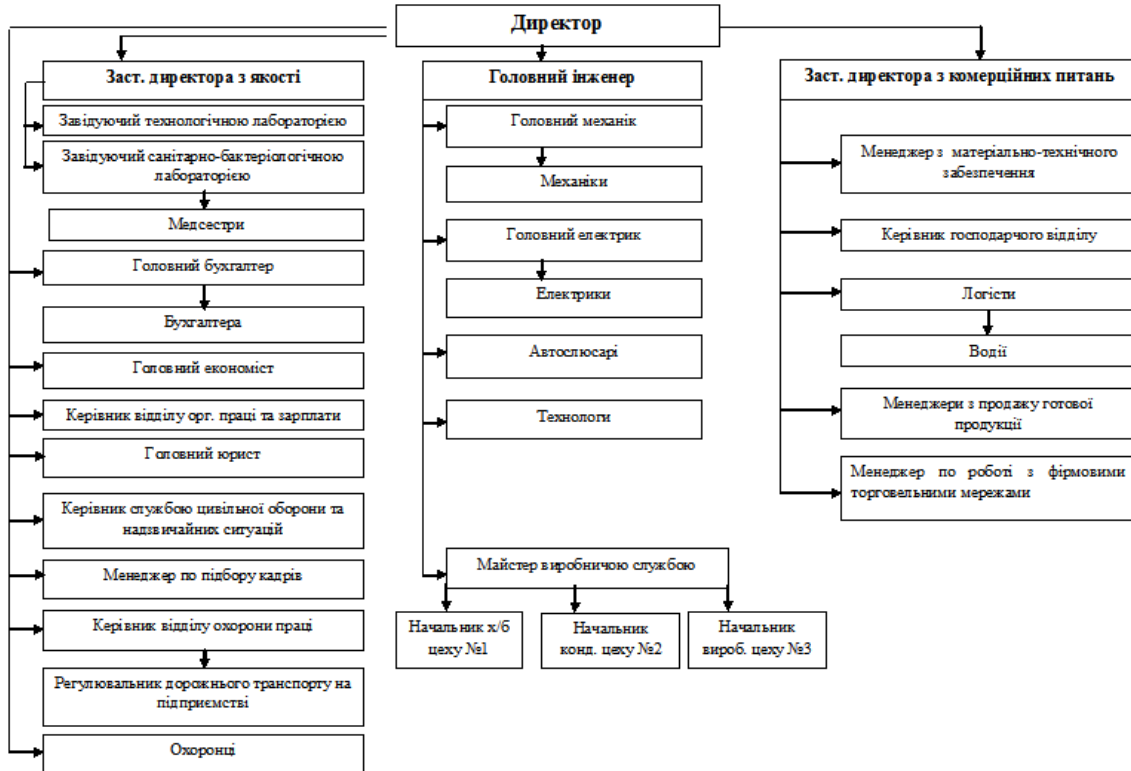 Директор
Заст. директора з якості
Завідуючий технологічною лабораторією
Завідуючий санітарно-бактеріологічною
лабораторією
Медсестри
Головний бухгалтер
Бухгалтера
Головний економіст
Керівник відділу орг. праці та зарплати
Головний юрист
Керівник службою цивільної оборони та
надзвичайних ситуацій
Менеджер по підбору кадрів
Керівник відділу охорони праці
Регулювальник дорожнього транспорту на
підприємстві
Охоронці
Головний інженер
Головний механік
Механіки
Головний електрик
Електрики
Автослюсарі
Технологи
Майстер виробничою службою
Начальник х/б
цеху №1
Начальник
конд. цеху №2
Начальник
вироб. цеху №3
Заст. директора з комерційних питань
Менеджер з матеріально-технічного
забезпечення
Керівник господарчого відділу
Логісти
Водії
Менеджери з продажу готової
продукції
Менеджер по роботі з фірмовими
торговельними мережами